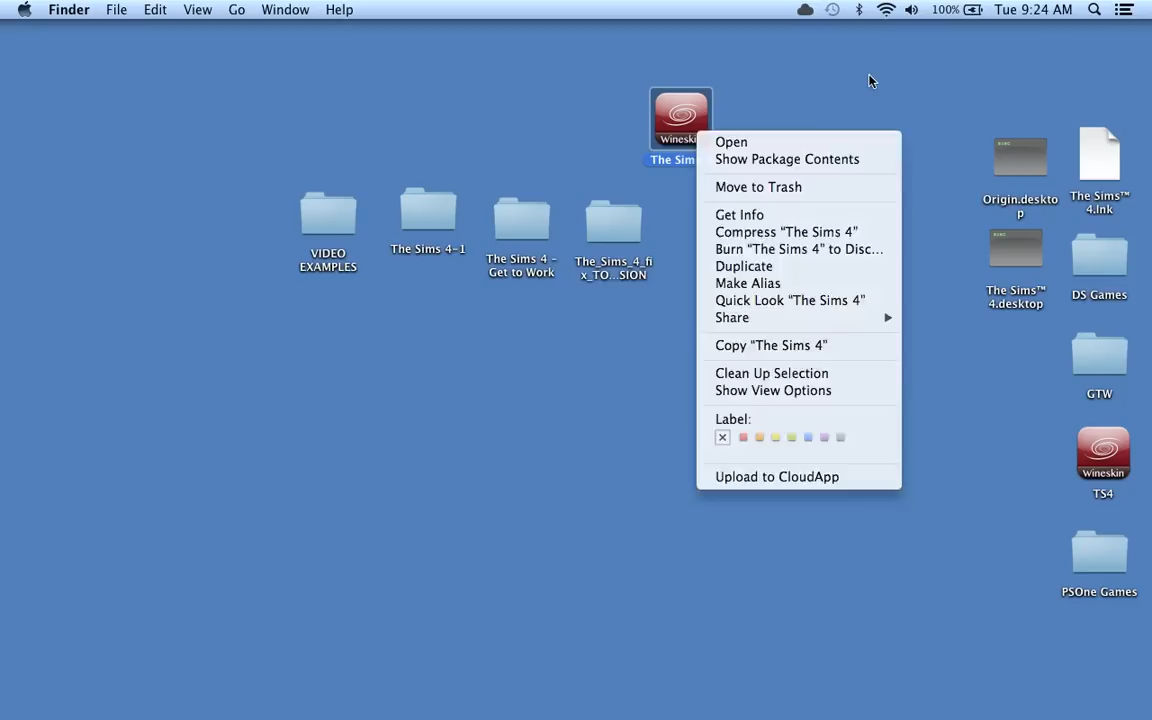 Finder File Edit View Go Window Help 100% Tue 9:24 AM
Wineskin
The Sims
Open
Show Package Contents
Move to Trash
Get Info
Compress “The Sims 4”
Burn “The Sims 4” to Disc...
Duplicate
Make Alias
Quick Look “The Sims 4”
Share
Copy "The Sims 4"
Clean Up Selection
Show View Options
Label:
Upload to CloudApp
VIDEO
EXAMPLES
The Sims 4-1
The Sims 4 -
Get to Work
The_Sims_4_fi
x_TO...SION
Origin.deskto
p
The Sims™
4.lnk
The Sims™
4.desktop
DS Games
GTW
Wineskin
TS4
PSOne Games